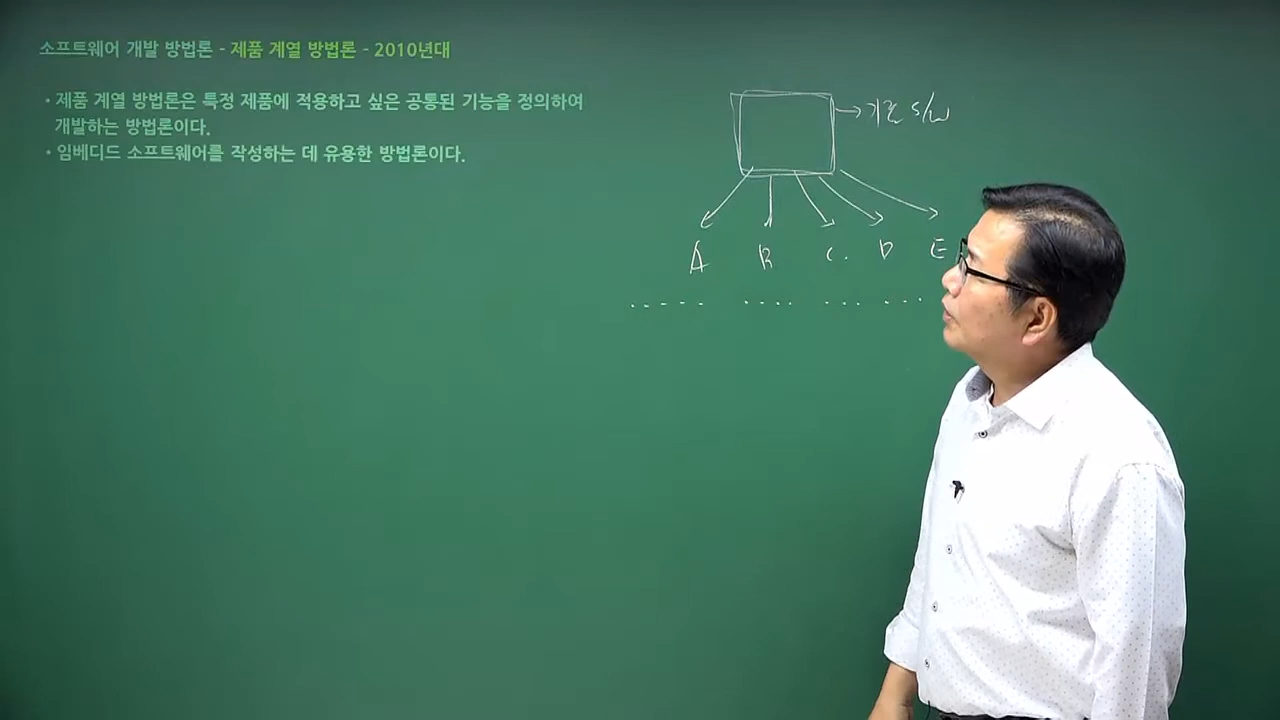 소프트웨어 개발 방법론 - 제품 계열 방법론 - 2010년대
• 제품 계열 방법론은 특정 제품에 적용하고 싶은 공통된 기능을 정의하여
개발하는 방법론이다.
• 임베디드 소프트웨어를 작성하는 데 유용한 방법론이다.
S/W
A B C. D E